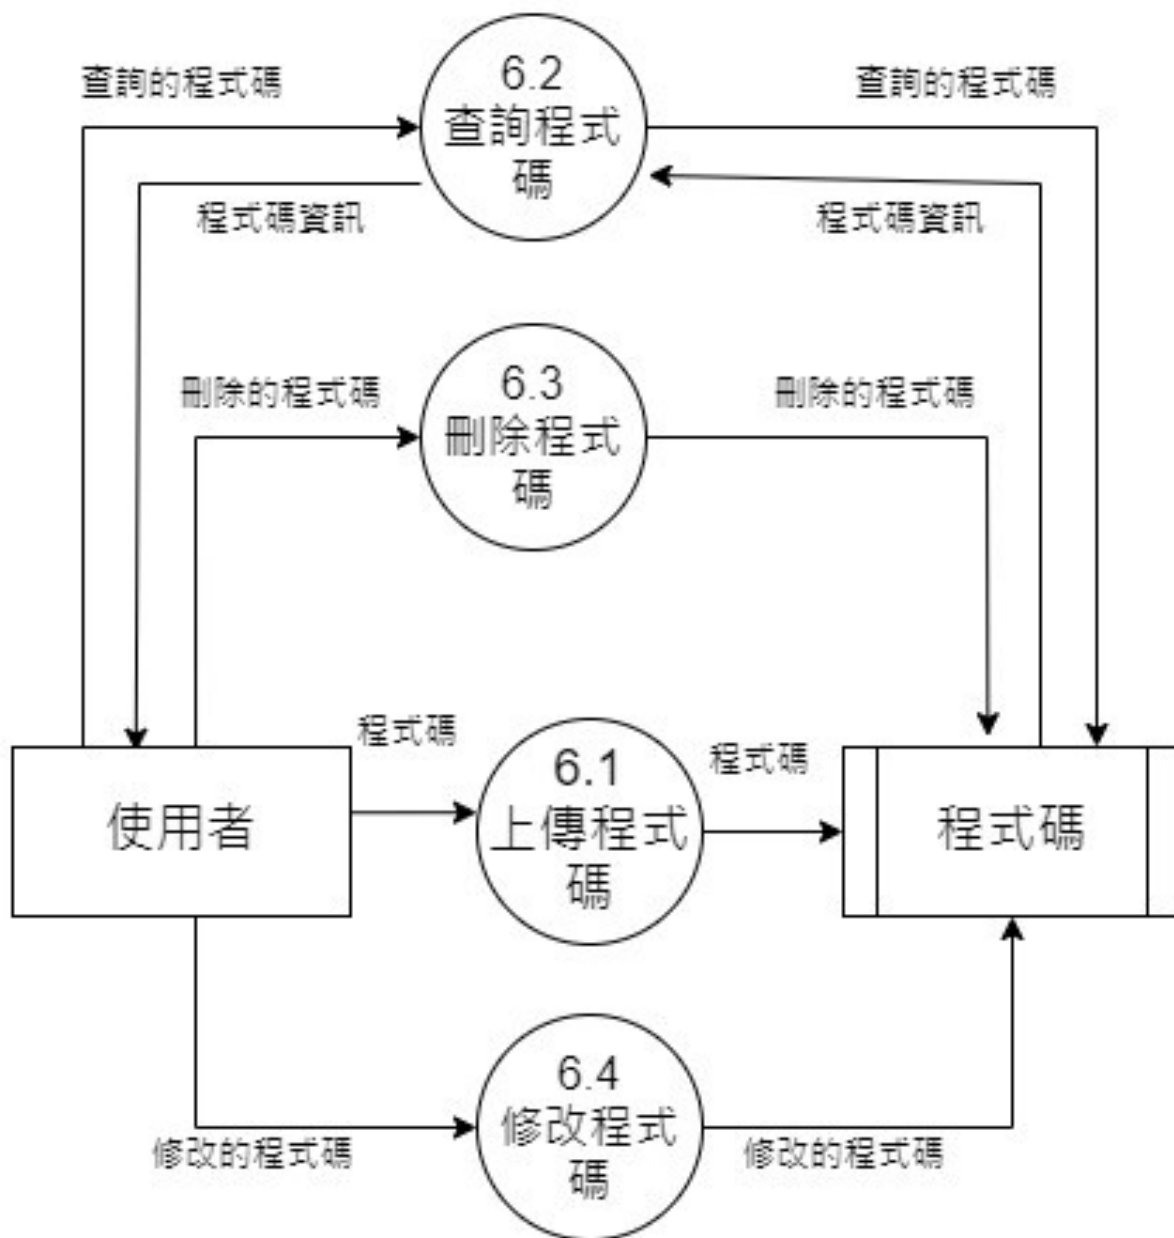 查詢的程式碼
6.2
查詢程式
碼
查詢的程式碼
程式碼資訊
程式碼資訊
刪除的程式碼
6.3
刪除程式
碼
刪除的程式碼
程式碼
6.1
上傳程式
碼
程式碼
使用者
程式碼
6.4
修改程式
碼
修改的程式碼
修改的程式碼